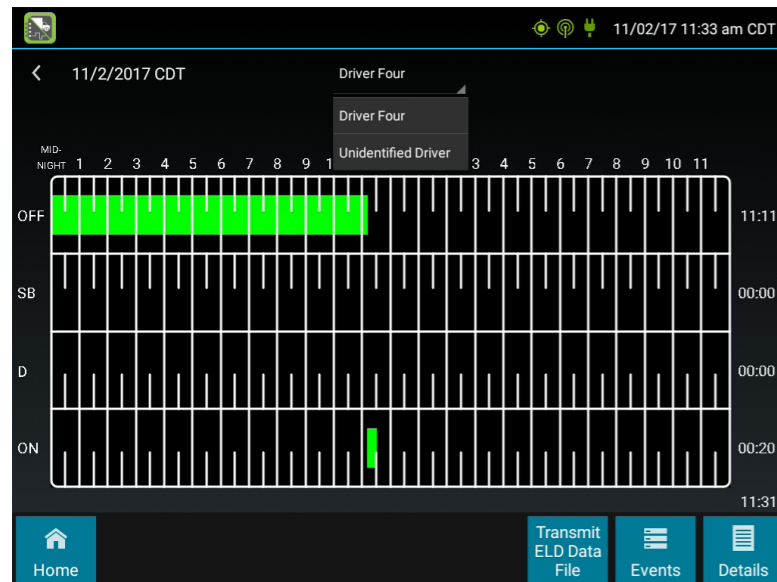 11/02/17 11:33 am CDT
11/2/2017 CDT
Driver Four
Driver Four
Unidentified Driver
MID-
NIGHT 1 2 3 4 5 6 7 8 9 1 3 4 5 6 7 8 9 10 11
OFF 11:11
SB 00:00
D 00:00
ON 00:20
11:31
Home
Transmit
ELD Data
File
Events
Details